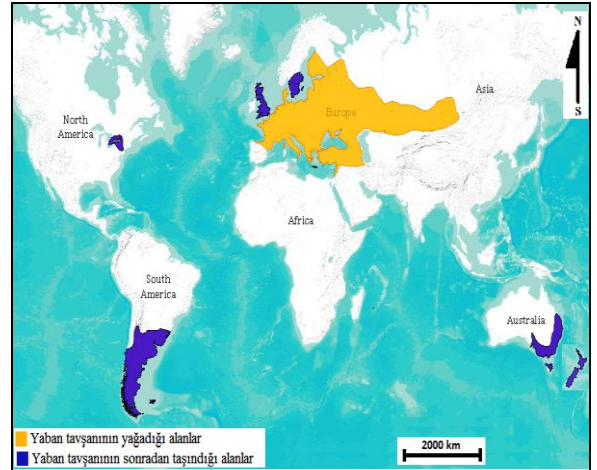 N
S
Asia
Europe
North
America
Africa
South
America
Australia
Yaban tavşanının yağadığı alanlar
Yaban tavşanının sonradan taşındığı alanlar
2000 km